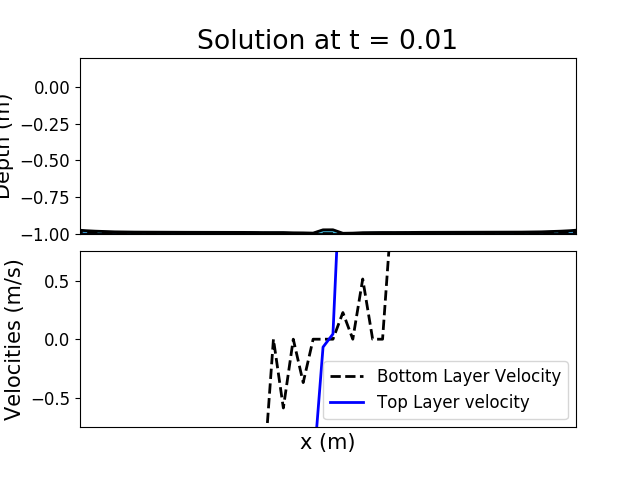 Solution at t = 0.01
Depth (m)
0.00
−0.25
−0.50
−0.75
−1.00
Velocities (m/s)
0.5
0.0
−0.5
Bottom Layer Velocity
Top Layer velocity
x (m)